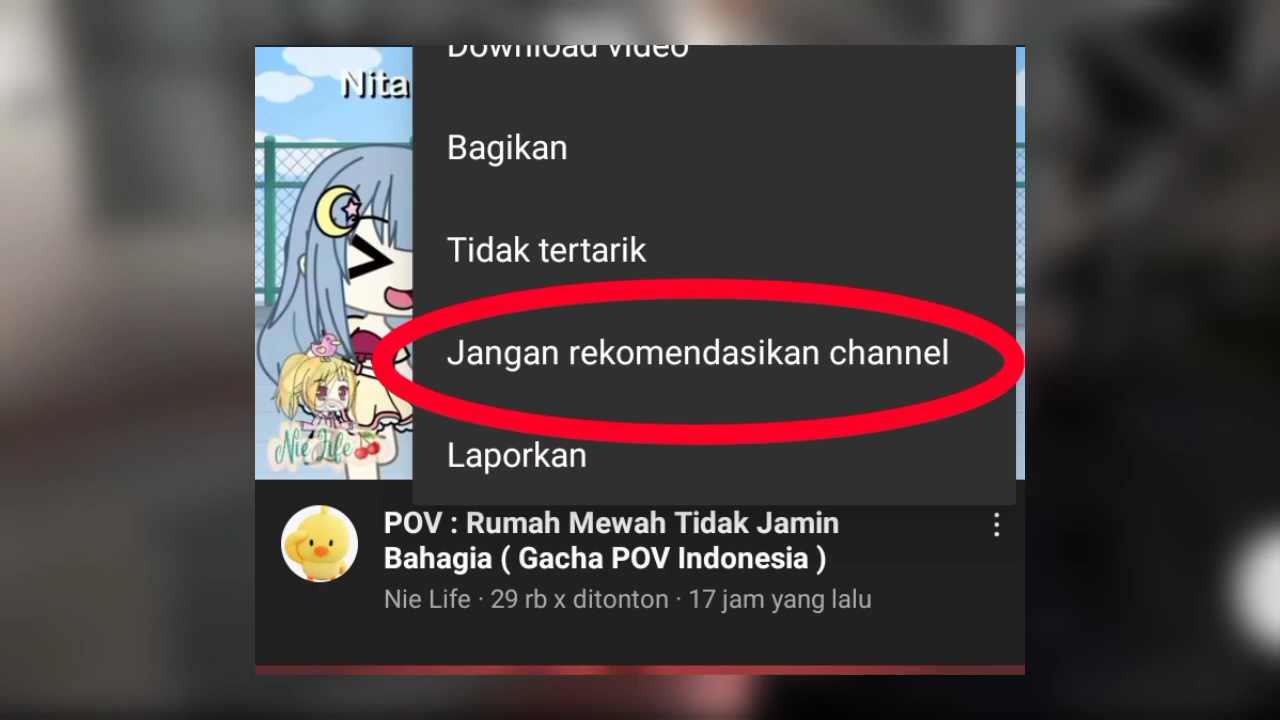 Nita
Download video
Bagikan
Tidak tertarik
Jangan rekomendasikan channel
Laporkan
Nie Life
POV : Rumah Mewah Tidak Jamin
Bahagia ( Gacha POV Indonesia )
Nie Life · 29 rb x ditonton · 17 jam yang lalu